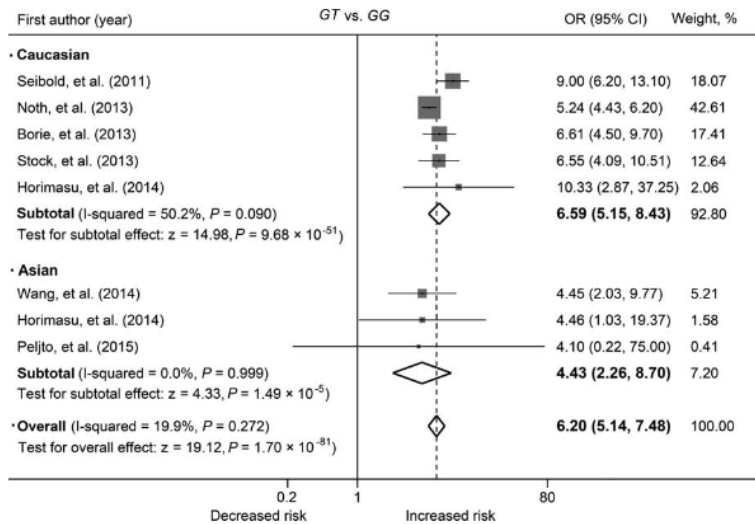 First author (year) GT vs. GG OR (95% CI) Weight, %
· Caucasian
Seibold, et al. (2011) 9.00 (6.20, 13.10) 18.07
Noth, et al. (2013) 5.24 (4.43, 6.20) 42.61
Borie, et al. (2013) 6.61 (4.50, 9.70) 17.41
Stock, et al. (2013) 6.55 (4.09, 10.51) 12.64
Horimasu, et al. (2014) 10.33 (2.87, 37.25) 2.06
Subtotal (I-squared = 50.2%, P = 0.090) 6.59 (5.15, 8.43) 92.80
Test for subtotal effect: z = 14.98, P = 9.68 × 10⁻⁵¹)
· Asian
Wang, et al. (2014) 4.45 (2.03, 9.77) 5.21
Horimasu, et al. (2014) 4.46 (1.03, 19.37) 1.58
Peljto, et al. (2015) 4.10 (0.22, 75.00) 0.41
Subtotal (I-squared = 0.0%, P = 0.999) 4.43 (2.26, 8.70) 7.20
Test for subtotal effect: z = 4.33, P = 1.49 × 10⁻⁵)
· Overall (I-squared = 19.9%, P = 0.272) 6.20 (5.14, 7.48) 100.00
Test for overall effect: z = 19.12, P = 1.70 × 10⁻⁸¹)
0.2 1 80
Decreased risk Increased risk